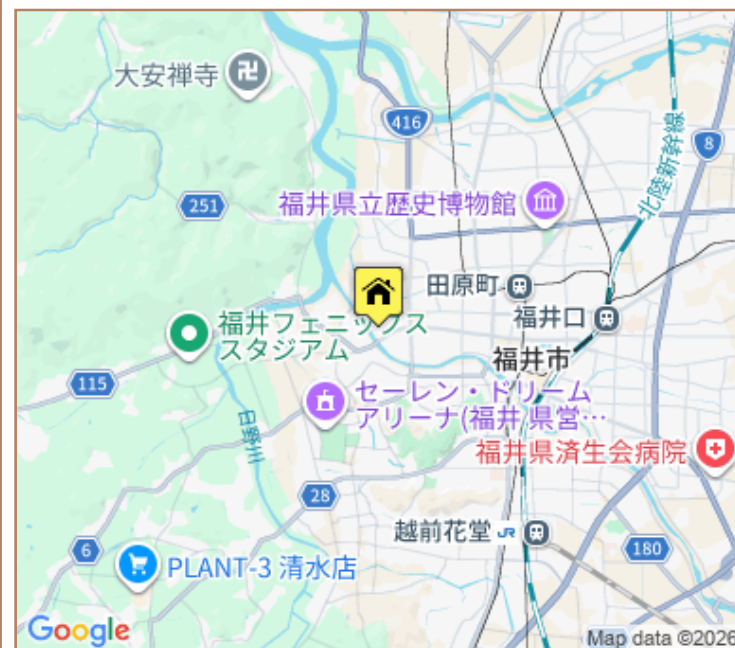 大安禅寺
416
8
北陸新幹線
251
福井県立歴史博物館
田原町
福井口
福井フェニックス
スタジアム
福井市
115
セーレン・ドリーム
アリーナ(福井県営…
日野川
福井県済生会病院
28
越前花堂 JR
6
180
PLANT-3 清水店
Google
Map data ©2026